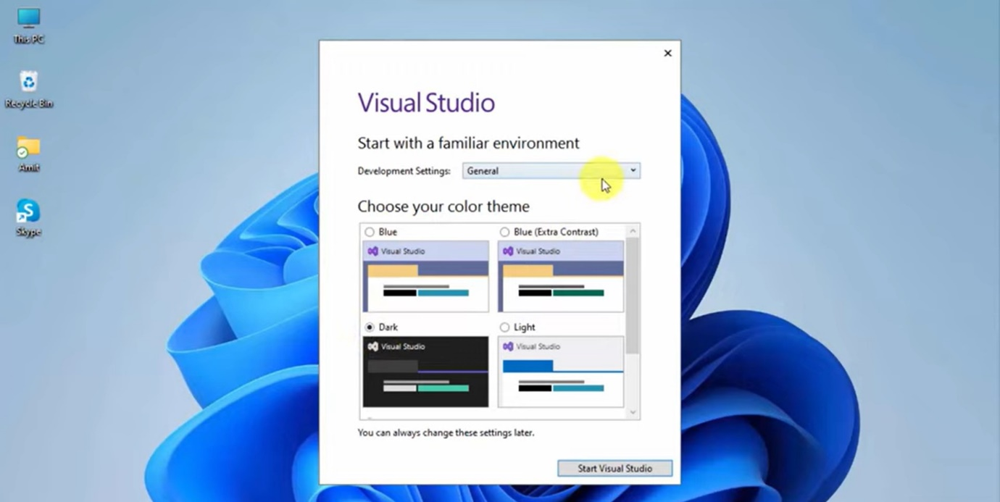 This PC
Recycle Bin
Amit
Skype
Visual Studio
Start with a familiar environment
Development Settings: General
Choose your color theme
Blue
Blue (Extra Contrast)
Visual Studio
Visual Studio
Dark
Light
Visual Studio
Visual Studio
You can always change these settings later.
Start Visual Studio